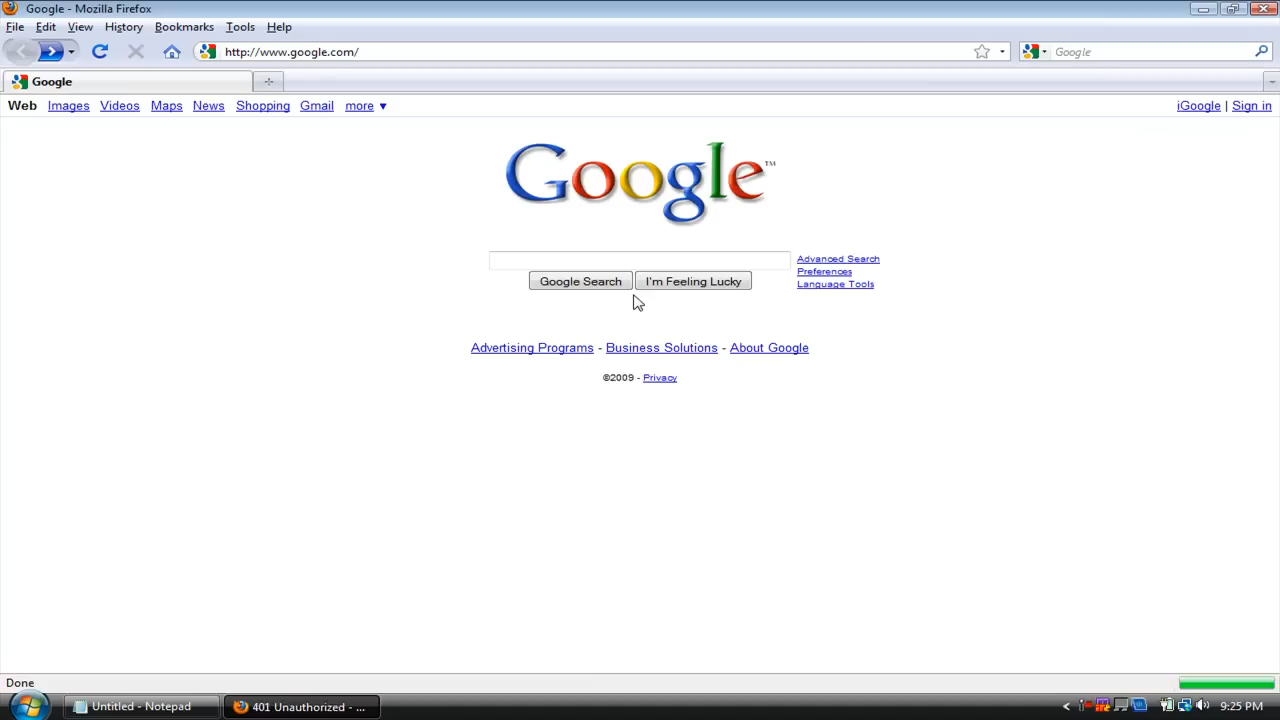 Google - Mozilla Firefox
File Edit View History Bookmarks Tools Help
http://www.google.com/ Google
Google
Web Images Videos Maps News Shopping Gmail more iGoogle | Sign in
Google™
Advanced Search
Preferences
Language Tools
Google Search I'm Feeling Lucky
Advertising Programs - Business Solutions - About Google
©2009 - Privacy
Done
Untitled - Notepad 401 Unauthorized - ... 9:25 PM